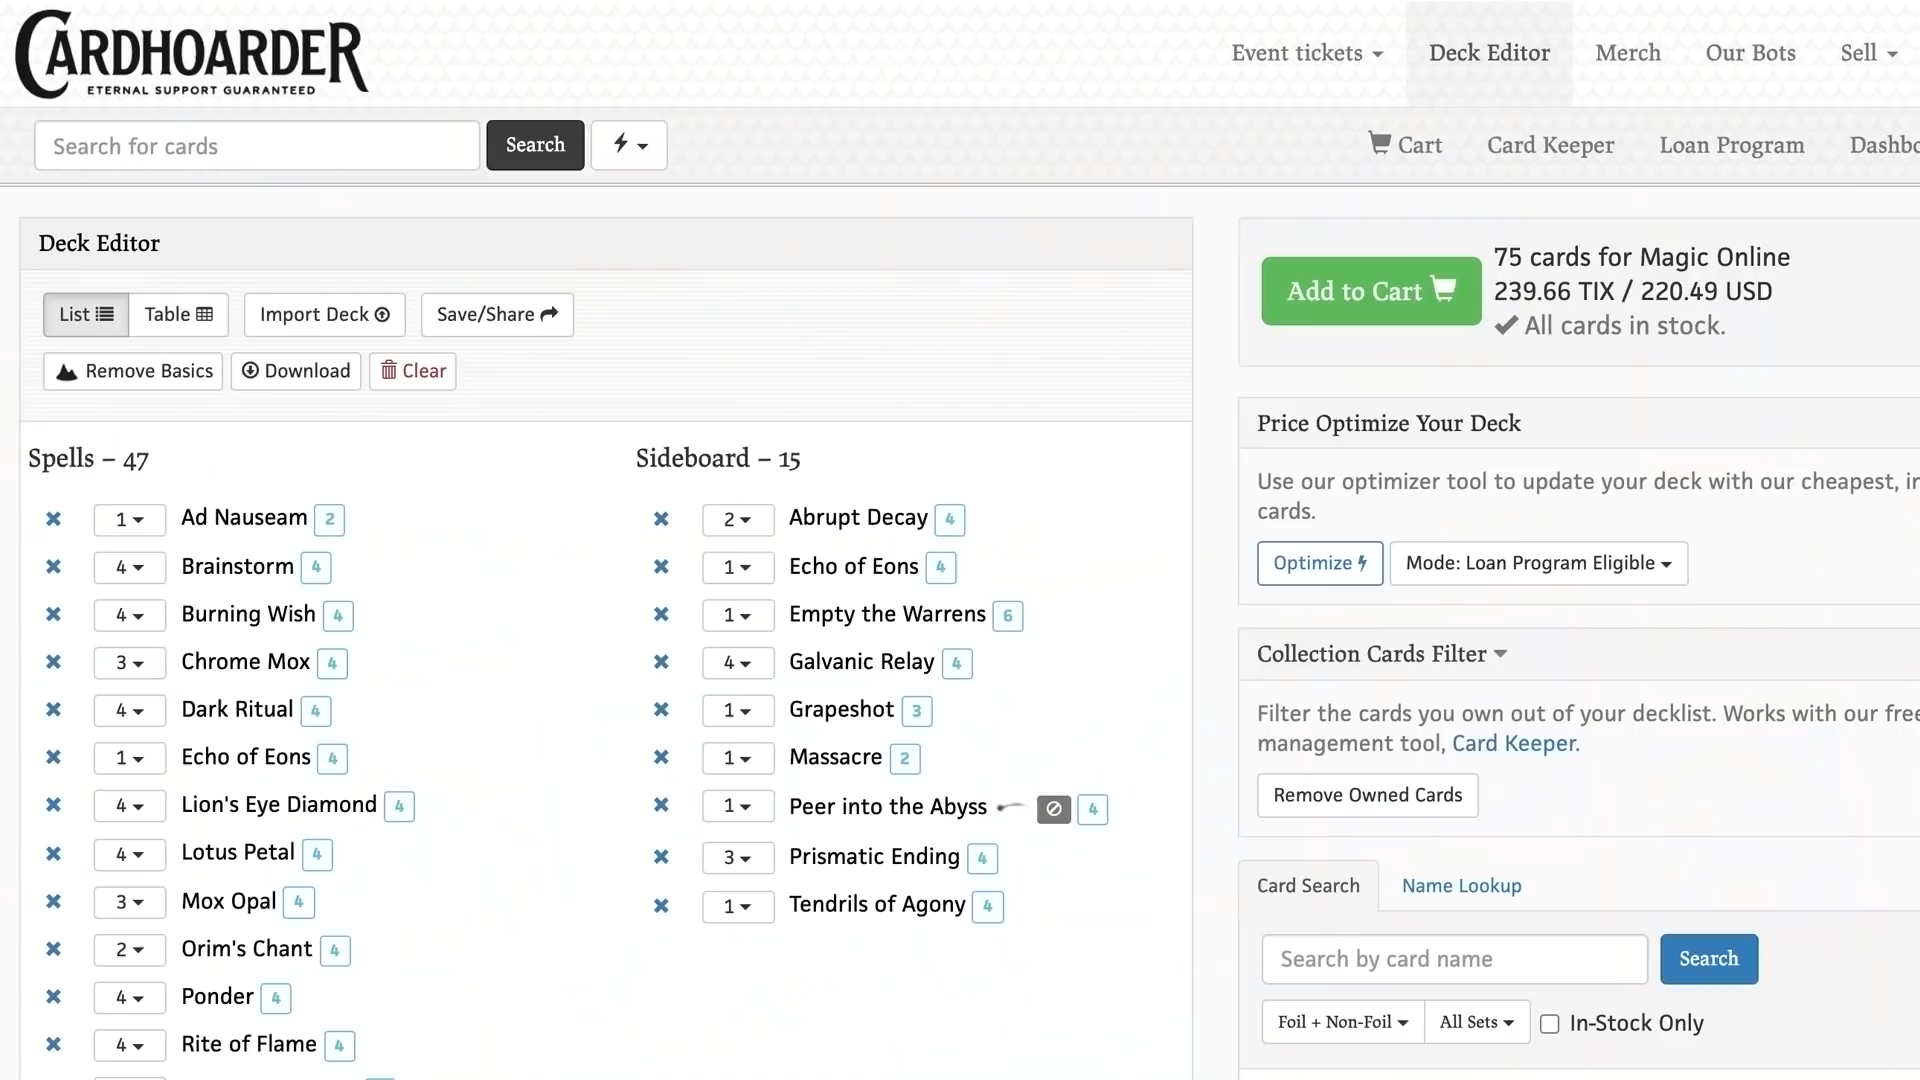 CARDHOARDER
ETERNAL SUPPORT GUARANTEED
Event tickets
Deck Editor
Merch
Our Bots
Sell
Search for cards
Search
Cart
Card Keeper
Loan Program
Dashbo
Deck Editor
List
Table
Import Deck
Save/Share
Remove Basics
Download
Clear
Spells – 47
1 Ad Nauseam 2
4 Brainstorm 4
4 Burning Wish 4
3 Chrome Mox 4
4 Dark Ritual 4
1 Echo of Eons 4
4 Lion's Eye Diamond 4
4 Lotus Petal 4
3 Mox Opal 4
2 Orim's Chant 4
4 Ponder 4
4 Rite of Flame 4
Sideboard – 15
2 Abrupt Decay 4
1 Echo of Eons 4
1 Empty the Warrens 6
4 Galvanic Relay 4
1 Grapeshot 3
1 Massacre 2
1 Peer into the Abyss 4
3 Prismatic Ending 4
1 Tendrils of Agony 4
Add to Cart
75 cards for Magic Online
239.66 TIX / 220.49 USD
All cards in stock.
Price Optimize Your Deck
Use our optimizer tool to update your deck with our cheapest, in
cards.
Optimize
Mode: Loan Program Eligible
Collection Cards Filter
Filter the cards you own out of your decklist. Works with our free
management tool, Card Keeper.
Remove Owned Cards
Card Search
Name Lookup
Search by card name
Search
Foil + Non-Foil
All Sets
In-Stock Only